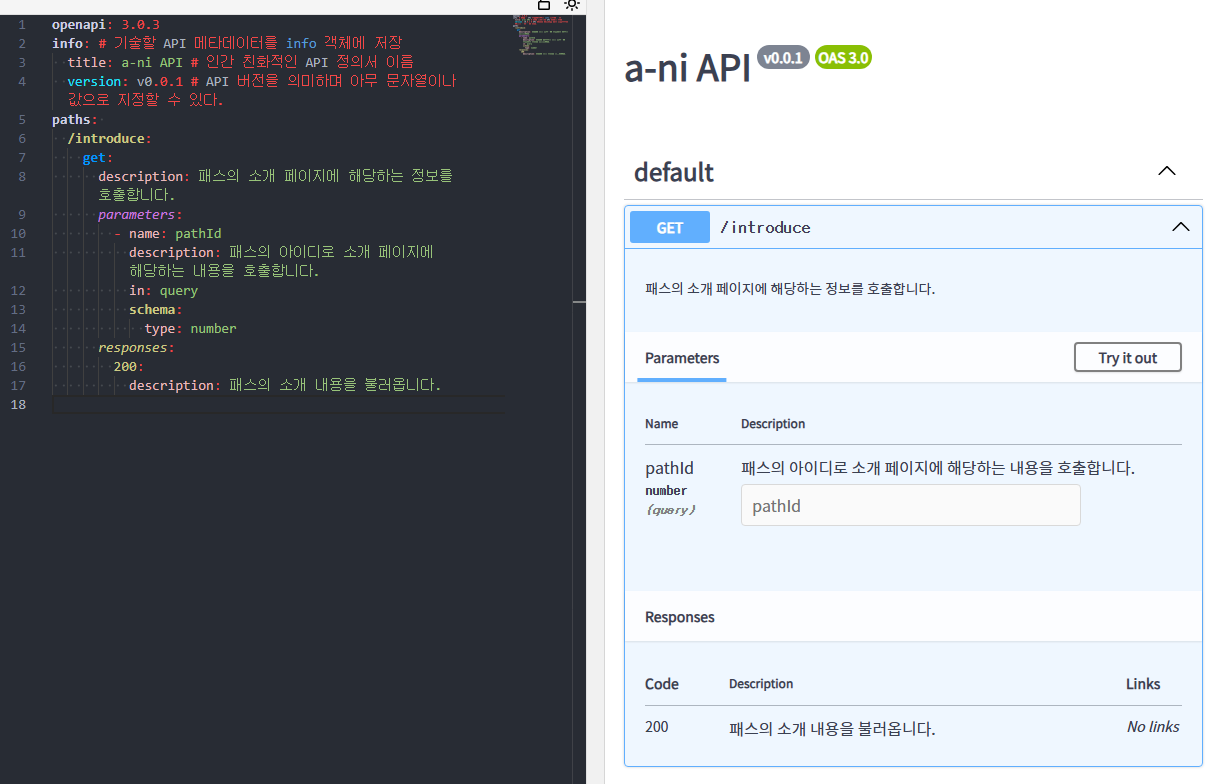 1 openapi: 3.0.3
2 info: # 기술할 API 메타데이터를 info 객체에 저장
3 title: a-ni API # 인간 친화적인 API 정의서 이름
4 version: v0.0.1 # API 버전을 의미하며 아무 문자열이나
값으로 지정할 수 있다.
5 paths:
6 /introduce:
7 get:
8 description: 패스의 소개 페이지에 해당하는 정보를
호출합니다.
9 parameters:
10 - name: pathId
11 description: 패스의 아이디로 소개 페이지에
해당하는 내용을 호출합니다.
12 in: query
13 schema:
14 type: number
15 responses:
16 200:
17 description: 패스의 소개 내용을 불러옵니다.
18
a-ni API v0.0.1 OAS 3.0
default
GET /introduce
패스의 소개 페이지에 해당하는 정보를 호출합니다.
Parameters Try it out
Name Description
pathId 패스의 아이디로 소개 페이지에 해당하는 내용을 호출합니다.
number
(query) pathId
Responses
Code Description Links
200 패스의 소개 내용을 불러옵니다. No links